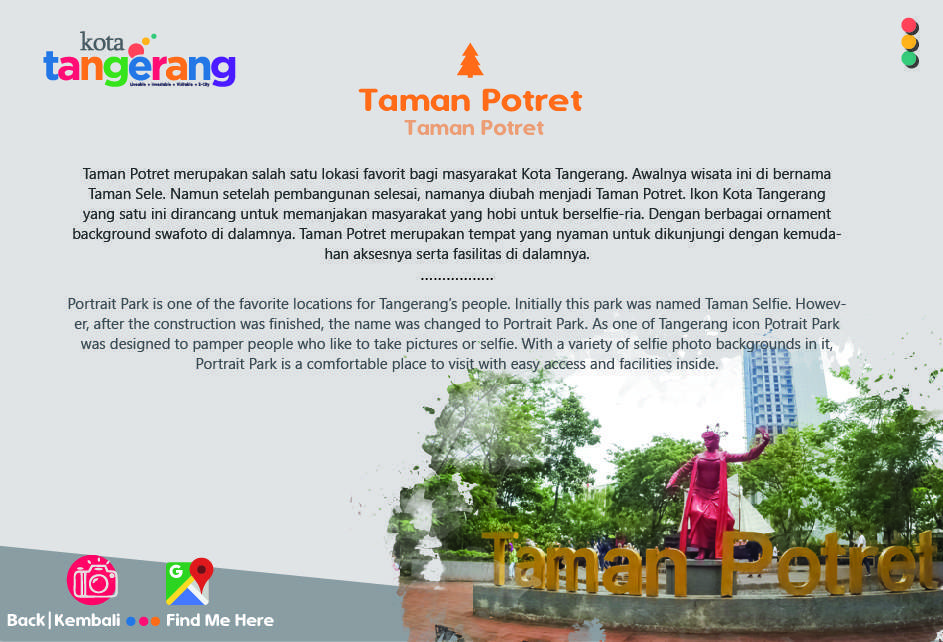 kota
tangerang
Liveable • Investable • Visitable • E-City
Taman Potret
Taman Potret
Taman Potret merupakan salah satu lokasi favorit bagi masyarakat Kota Tangerang. Awalnya wisata ini di bernama
Taman Sele. Namun setelah pembangunan selesai, namanya diubah menjadi Taman Potret. Ikon Kota Tangerang
yang satu ini dirancang untuk memanjakan masyarakat yang hobi untuk berselfie-ria. Dengan berbagai ornament
background swafoto di dalamnya. Taman Potret merupakan tempat yang nyaman untuk dikunjungi dengan kemuda-
han aksesnya serta fasilitas di dalamnya.
.................
Portrait Park is one of the favorite locations for Tangerang's people. Initially this park was named Taman Selfie. Howev-
er, after the construction was finished, the name was changed to Portrait Park. As one of Tangerang icon Potrait Park
was designed to pamper people who like to take pictures or selfie. With a variety of selfie photo backgrounds in it,
Portrait Park is a comfortable place to visit with easy access and facilities inside.
Taman Potret
G
Back|Kembali
Find Me Here